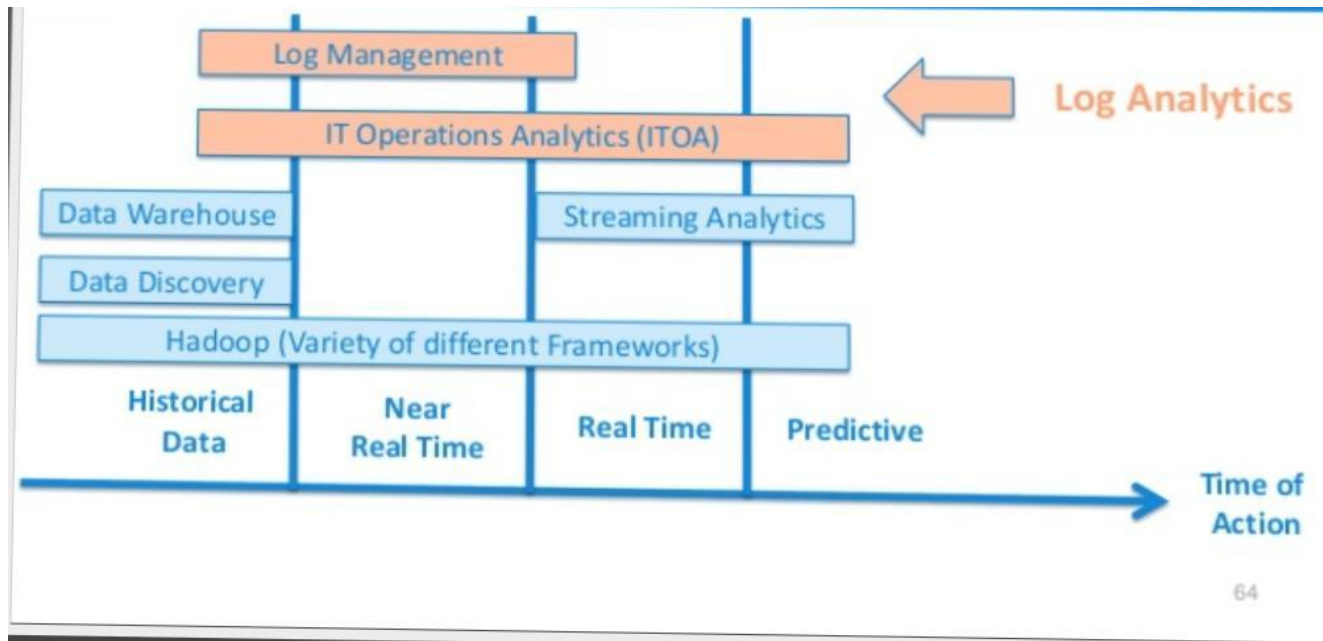 Log Management
Log Analytics
IT Operations Analytics (ITOA)
Data Warehouse
Streaming Analytics
Data Discovery
Hadoop (Variety of different Frameworks)
Historical
Data
Near
Real Time
Real Time
Predictive
Time of
Action
64